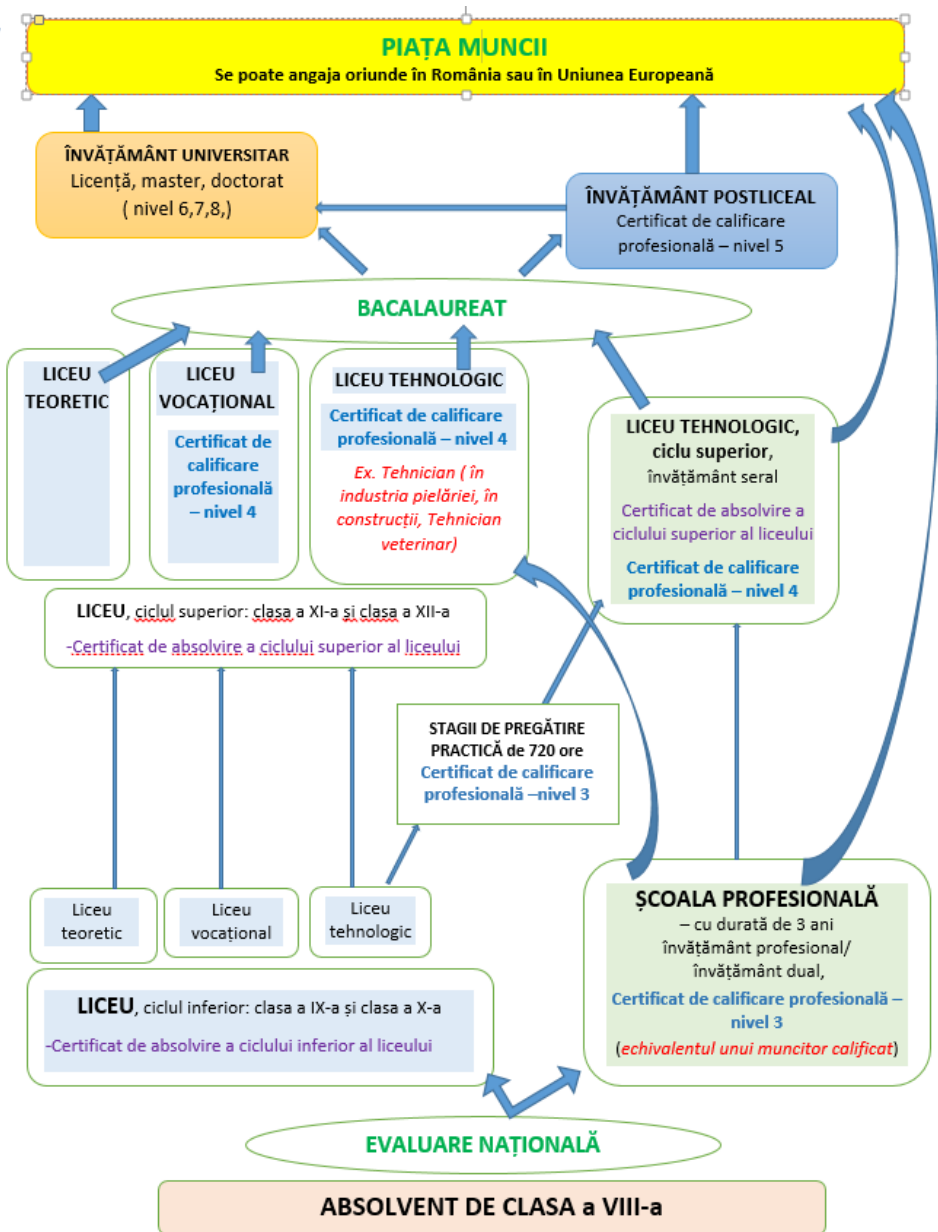 PIAȚA MUNCII
Se poate angaja oriunde în România sau în Uniunea Europeană
ÎNVĂȚĂMÂNT UNIVERSITAR
Licență, master, doctorat
( nivel 6,7,8,)
ÎNVĂȚĂMÂNT POSTLICEAL
Certificat de calificare
profesională – nivel 5
BACALAUREAT
LICEU
TEORETIC
LICEU
VOCAȚIONAL
Certificat de
calificare
profesională
– nivel 4
LICEU TEHNOLOGIC
Certificat de calificare
profesională – nivel 4
Ex. Tehnician ( în
industria pielăriei, în
construcții, Tehnician
veterinar)
LICEU TEHNOLOGIC,
ciclu superior,
învățământ seral
Certificat de absolvire a
ciclului superior al liceului
Certificat de calificare
profesională – nivel 4
LICEU, ciclul superior: clasa a XI-a și clasa a XII-a
-Certificat de absolvire a ciclului superior al liceului
STAGII DE PREGĂTIRE
PRACTICĂ de 720 ore
Certificat de calificare
profesională –nivel 3
Liceu
teoretic
Liceu
vocațional
Liceu
tehnologic
ȘCOALA PROFESIONALĂ
– cu durată de 3 ani
învățământ profesional/
învățământ dual,
Certificat de calificare profesională –
nivel 3
(echivalentul unui muncitor calificat)
LICEU, ciclul inferior: clasa a IX-a și clasa a X-a
-Certificat de absolvire a ciclului inferior al liceului
EVALUARE NAȚIONALĂ
ABSOLVENT DE CLASA a VIII-a